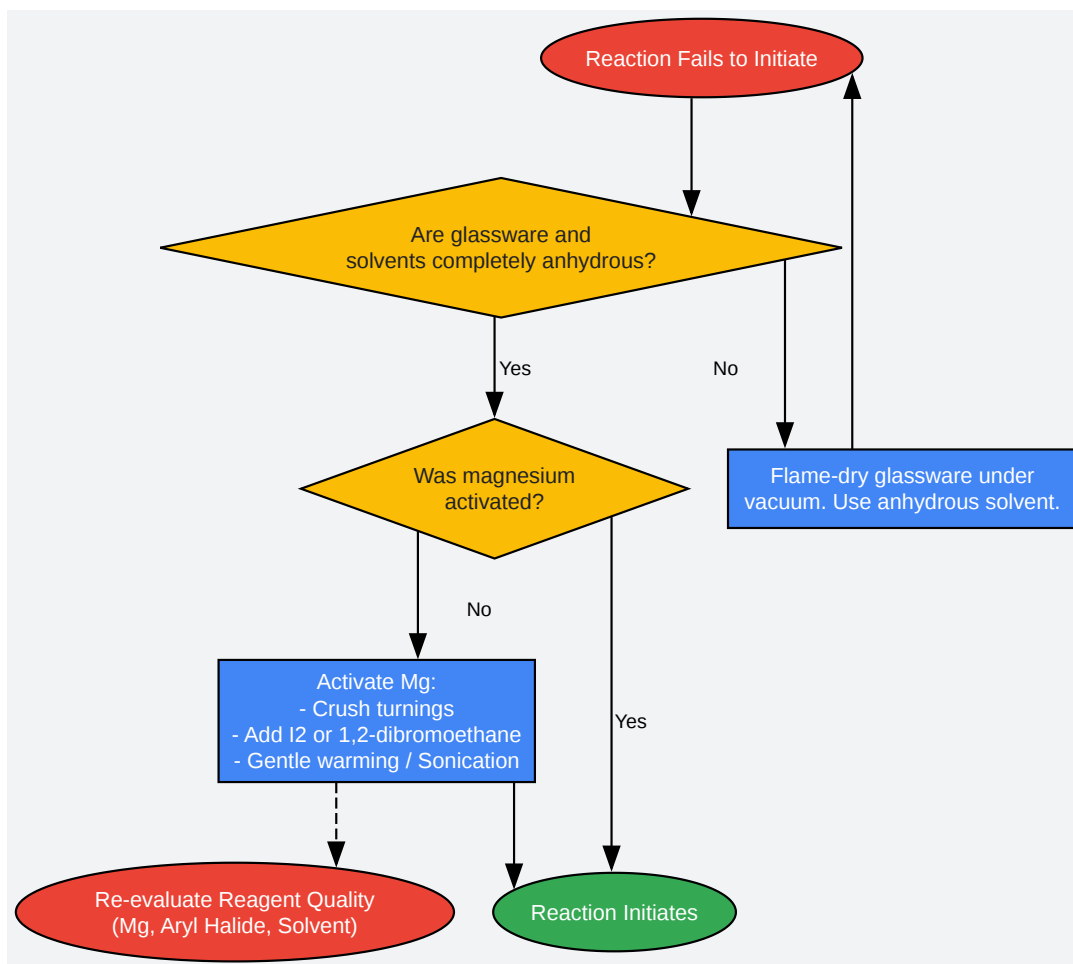 Reaction Fails to Initiate
Are glassware and
solvents completely anhydrous?
Yes
No
Was magnesium
activated?
Flame-dry glassware under
vacuum. Use anhydrous solvent.
No
Activate Mg:
- Crush turnings
- Add I2 or 1,2-dibromoethane
- Gentle warming / Sonication
Yes
Re-evaluate Reagent Quality
(Mg, Aryl Halide, Solvent)
Reaction Initiates